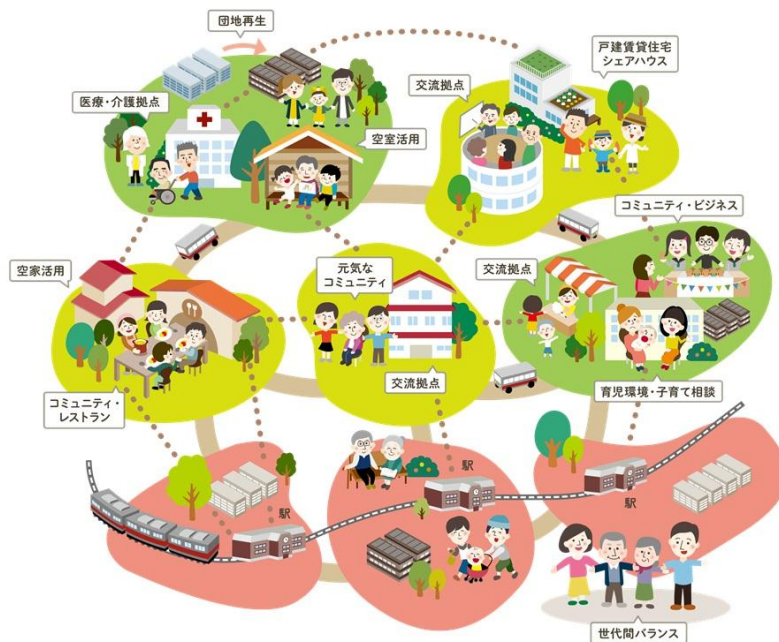 団地再生
戸建賃貸住宅
シェアハウス
交流拠点
医療・介護拠点
空室活用
コミュニティ・ビジネス
空家活用
元気な
コミュニティ
交流拠点
交流拠点
コミュニティ・
レストラン
育児環境・子育て相談
駅
駅
駅
世代間バランス